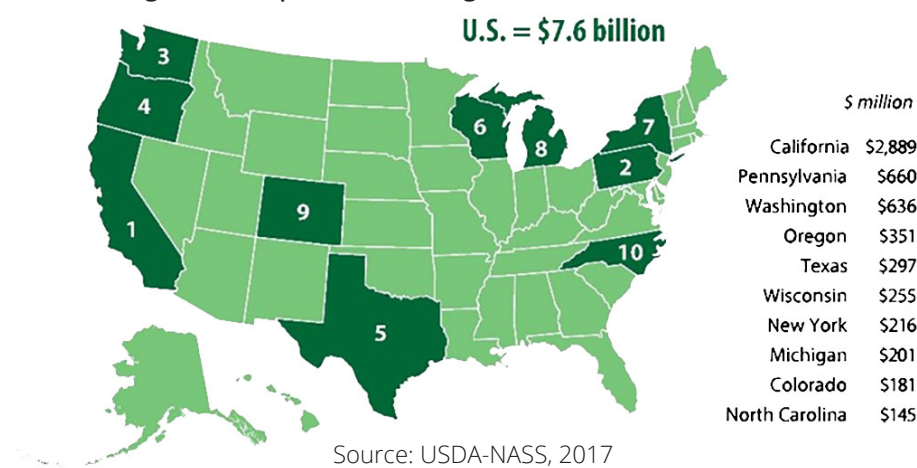 U.S. = $7.6 billion
3
4
6
7
8
2
9
1
10
5
$ million
California $2,889
Pennsylvania $660
Washington $636
Oregon $351
Texas $297
Wisconsin $255
New York $216
Michigan $201
Colorado $181
North Carolina $145
Source: USDA-NASS, 2017